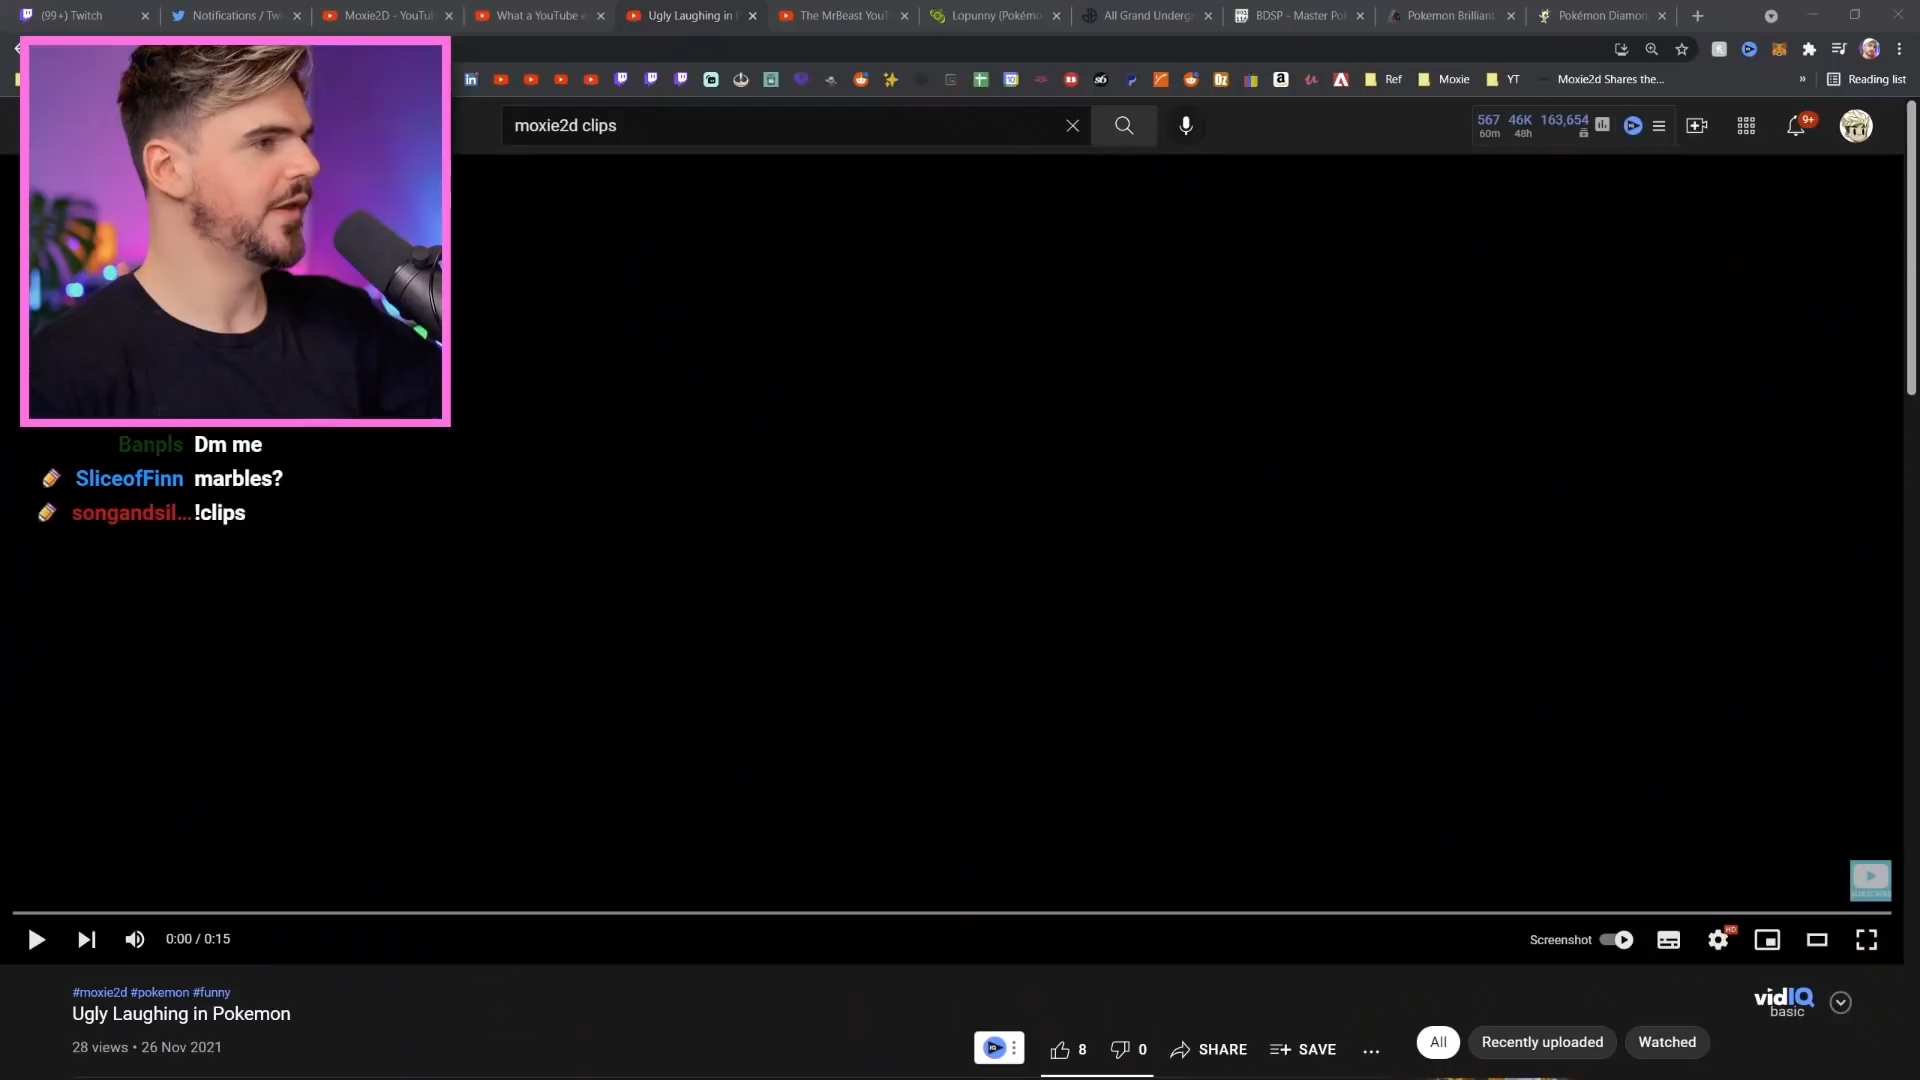 (99+) Twitch
Notifications / Tw
Moxie2D - YouTu
What a YouTube
Ugly Laughing in
The MrBeast YouT
Lopunny (Pokémo
All Grand Underg
BDSP - Master Po
Pokemon Brillian
Pokémon Diamon
Ref
Moxie
YT
Moxie2d Shares the...
»
Reading list
moxie2d clips
567 46K 163,654
60m 48h
9+
Banpls Dm me
SliceofFinn marbles?
songandsil... !clips
0:00 / 0:15
Screenshot
HD
#moxie2d #pokemon #funny
Ugly Laughing in Pokemon
28 views • 26 Nov 2021
vidIQ
basic
8
0
SHARE
SAVE
...
All
Recently uploaded
Watched